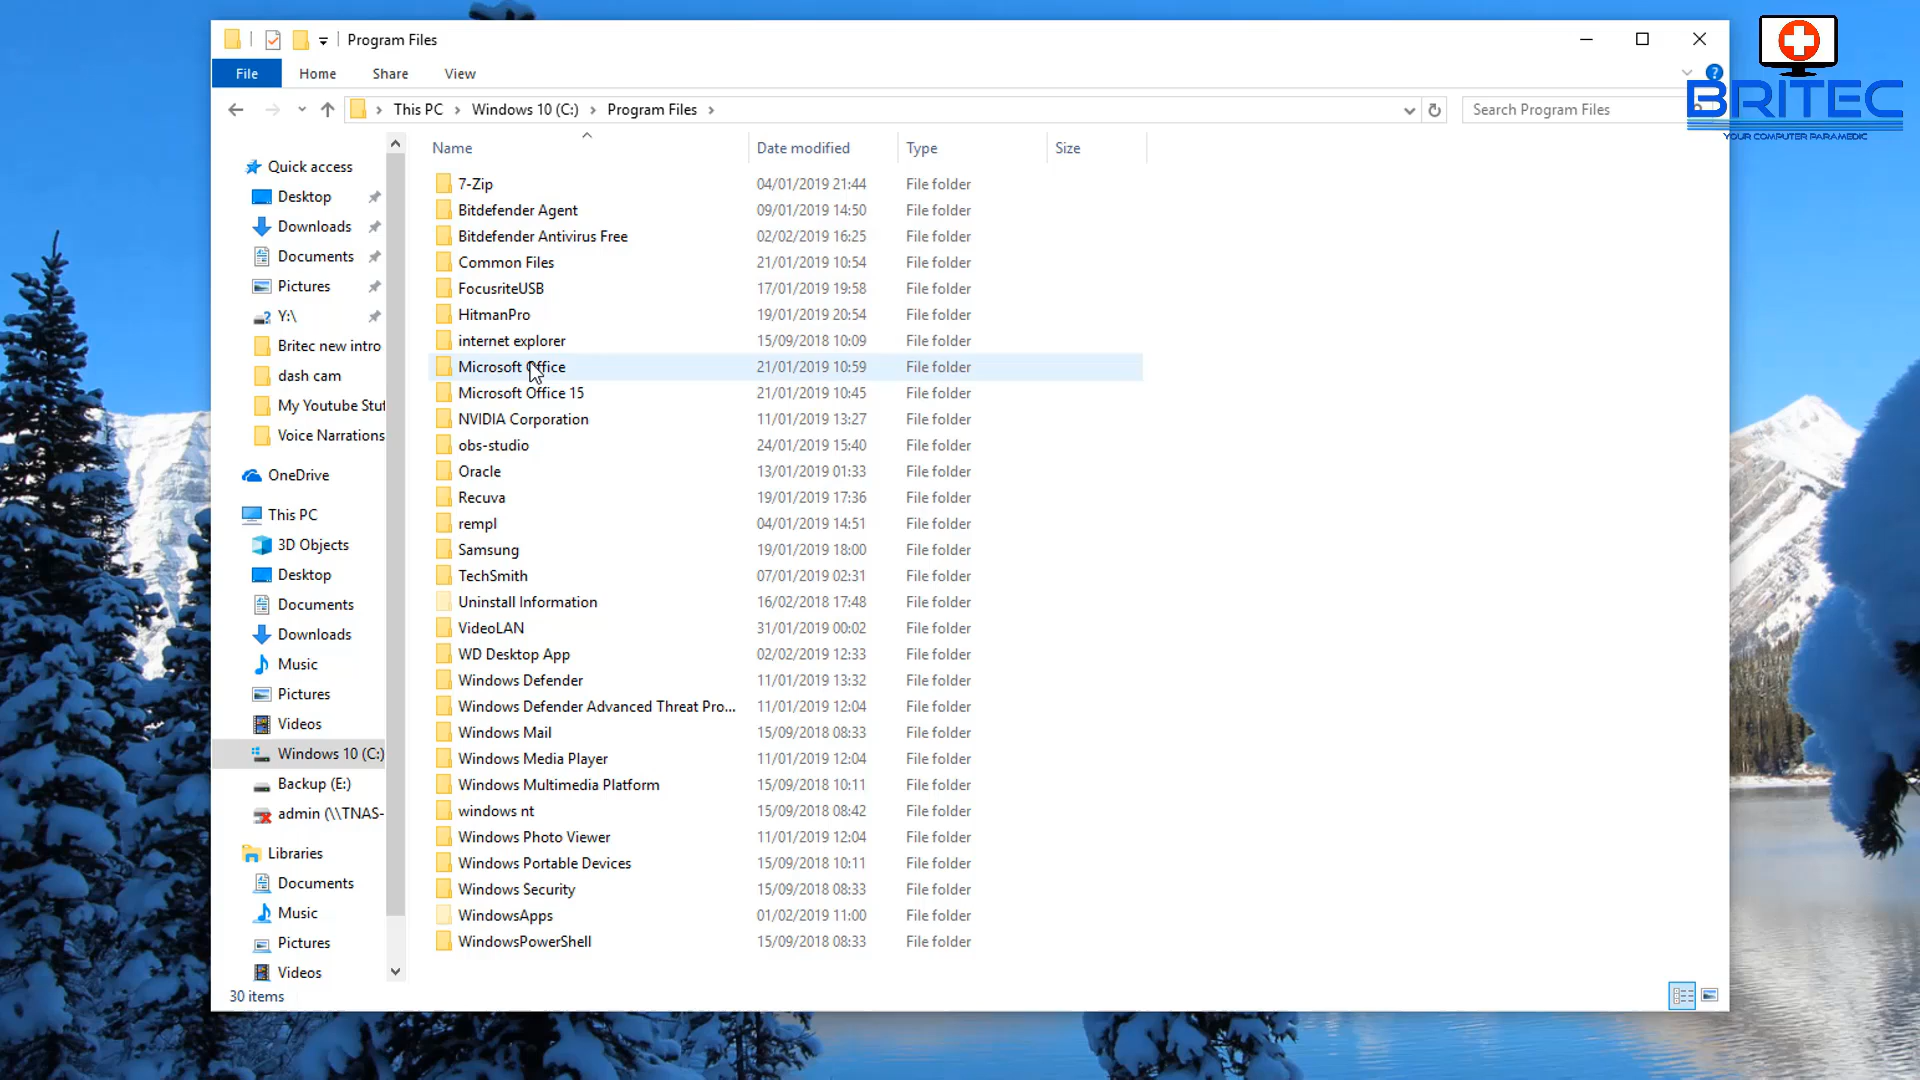 Program Files
File
Home
Share
View
This PC
Windows 10 (C:)
Program Files
Search Program Files
BRITEC
YOUR COMPUTER PARAMEDIC
Name
Date modified
Type
Size
Quick access
Desktop
Downloads
Documents
Pictures
Y:\
Britec new intro
dash cam
My Youtube Stuf
Voice Narrations
OneDrive
This PC
3D Objects
Desktop
Documents
Downloads
Music
Pictures
Videos
Windows 10 (C:)
Backup (E:)
admin (\\TNAS-
Libraries
Documents
Music
Pictures
Videos
7-Zip 04/01/2019 21:44 File folder
Bitdefender Agent 09/01/2019 14:50 File folder
Bitdefender Antivirus Free 02/02/2019 16:25 File folder
Common Files 21/01/2019 10:54 File folder
FocusriteUSB 17/01/2019 19:58 File folder
HitmanPro 19/01/2019 20:54 File folder
internet explorer 15/09/2018 10:09 File folder
Microsoft Office 21/01/2019 10:59 File folder
Microsoft Office 15 21/01/2019 10:45 File folder
NVIDIA Corporation 11/01/2019 13:27 File folder
obs-studio 24/01/2019 15:40 File folder
Oracle 13/01/2019 01:33 File folder
Recuva 19/01/2019 17:36 File folder
rempl 04/01/2019 14:51 File folder
Samsung 19/01/2019 18:00 File folder
TechSmith 07/01/2019 02:31 File folder
Uninstall Information 16/02/2018 17:48 File folder
VideoLAN 31/01/2019 00:02 File folder
WD Desktop App 02/02/2019 12:33 File folder
Windows Defender 11/01/2019 13:32 File folder
Windows Defender Advanced Threat Pro... 11/01/2019 12:04 File folder
Windows Mail 15/09/2018 08:33 File folder
Windows Media Player 11/01/2019 12:04 File folder
Windows Multimedia Platform 15/09/2018 10:11 File folder
windows nt 15/09/2018 08:42 File folder
Windows Photo Viewer 11/01/2019 12:04 File folder
Windows Portable Devices 15/09/2018 10:11 File folder
Windows Security 15/09/2018 08:33 File folder
WindowsApps 01/02/2019 11:00 File folder
WindowsPowerShell 15/09/2018 08:33 File folder
30 items